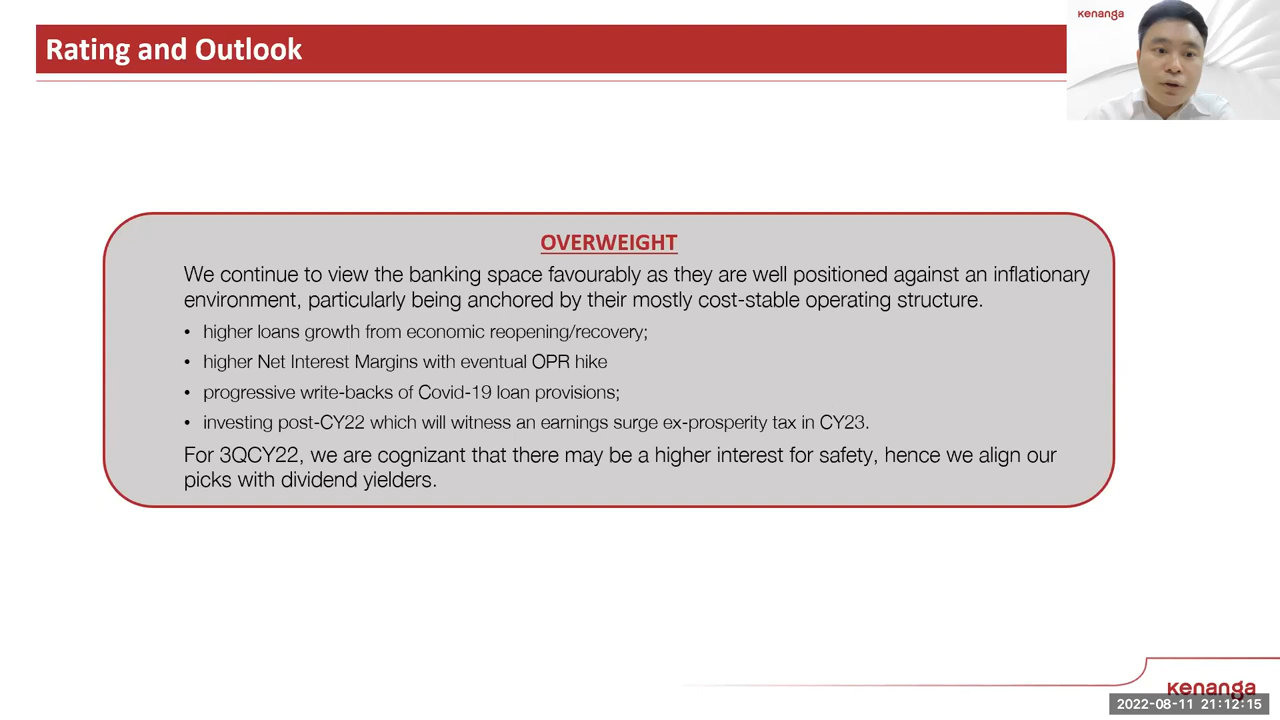 Rating and Outlook
kenanga
OVERWEIGHT
We continue to view the banking space favourably as they are well positioned against an inflationary
environment, particularly being anchored by their mostly cost-stable operating structure.
• higher loans growth from economic reopening/recovery;
• higher Net Interest Margins with eventual OPR hike
• progressive write-backs of Covid-19 loan provisions;
• investing post-CY22 which will witness an earnings surge ex-prosperity tax in CY23.
For 3QCY22, we are cognizant that there may be a higher interest for safety, hence we align our
picks with dividend yielders.
kenanga
2022-08-11 21:12:15